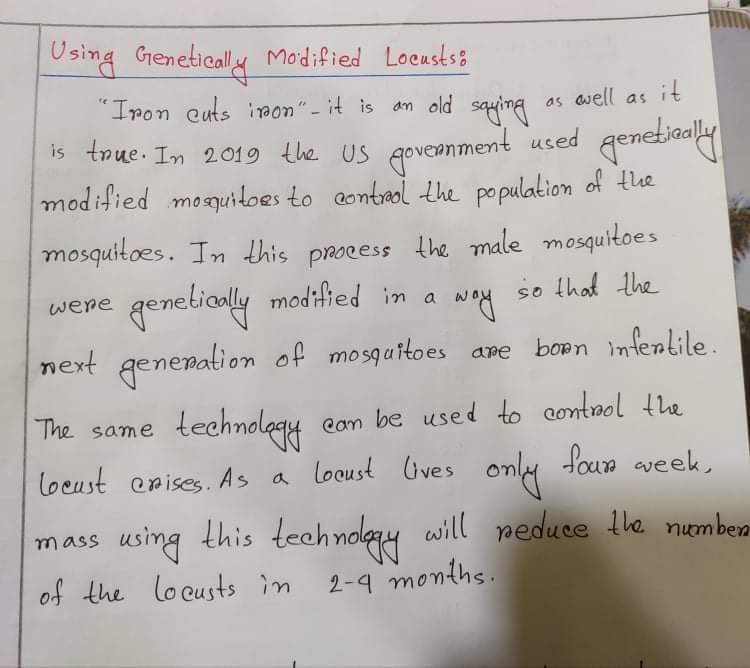 Using Genetically Modified Locusts:
"Iron cuts iron" - it is an old saying as well as it
is true. In 2019 the US government used genetically
modified mosquitoes to control the population of the
mosquitoes. In this process the male mosquitoes
were genetically modified in a way so that the
next generation of mosquitoes are born infertile.
The same technology can be used to control the
locust crises. As a locust lives only four week,
mass using this technology will reduce the number
of the locusts in 2-4 months.